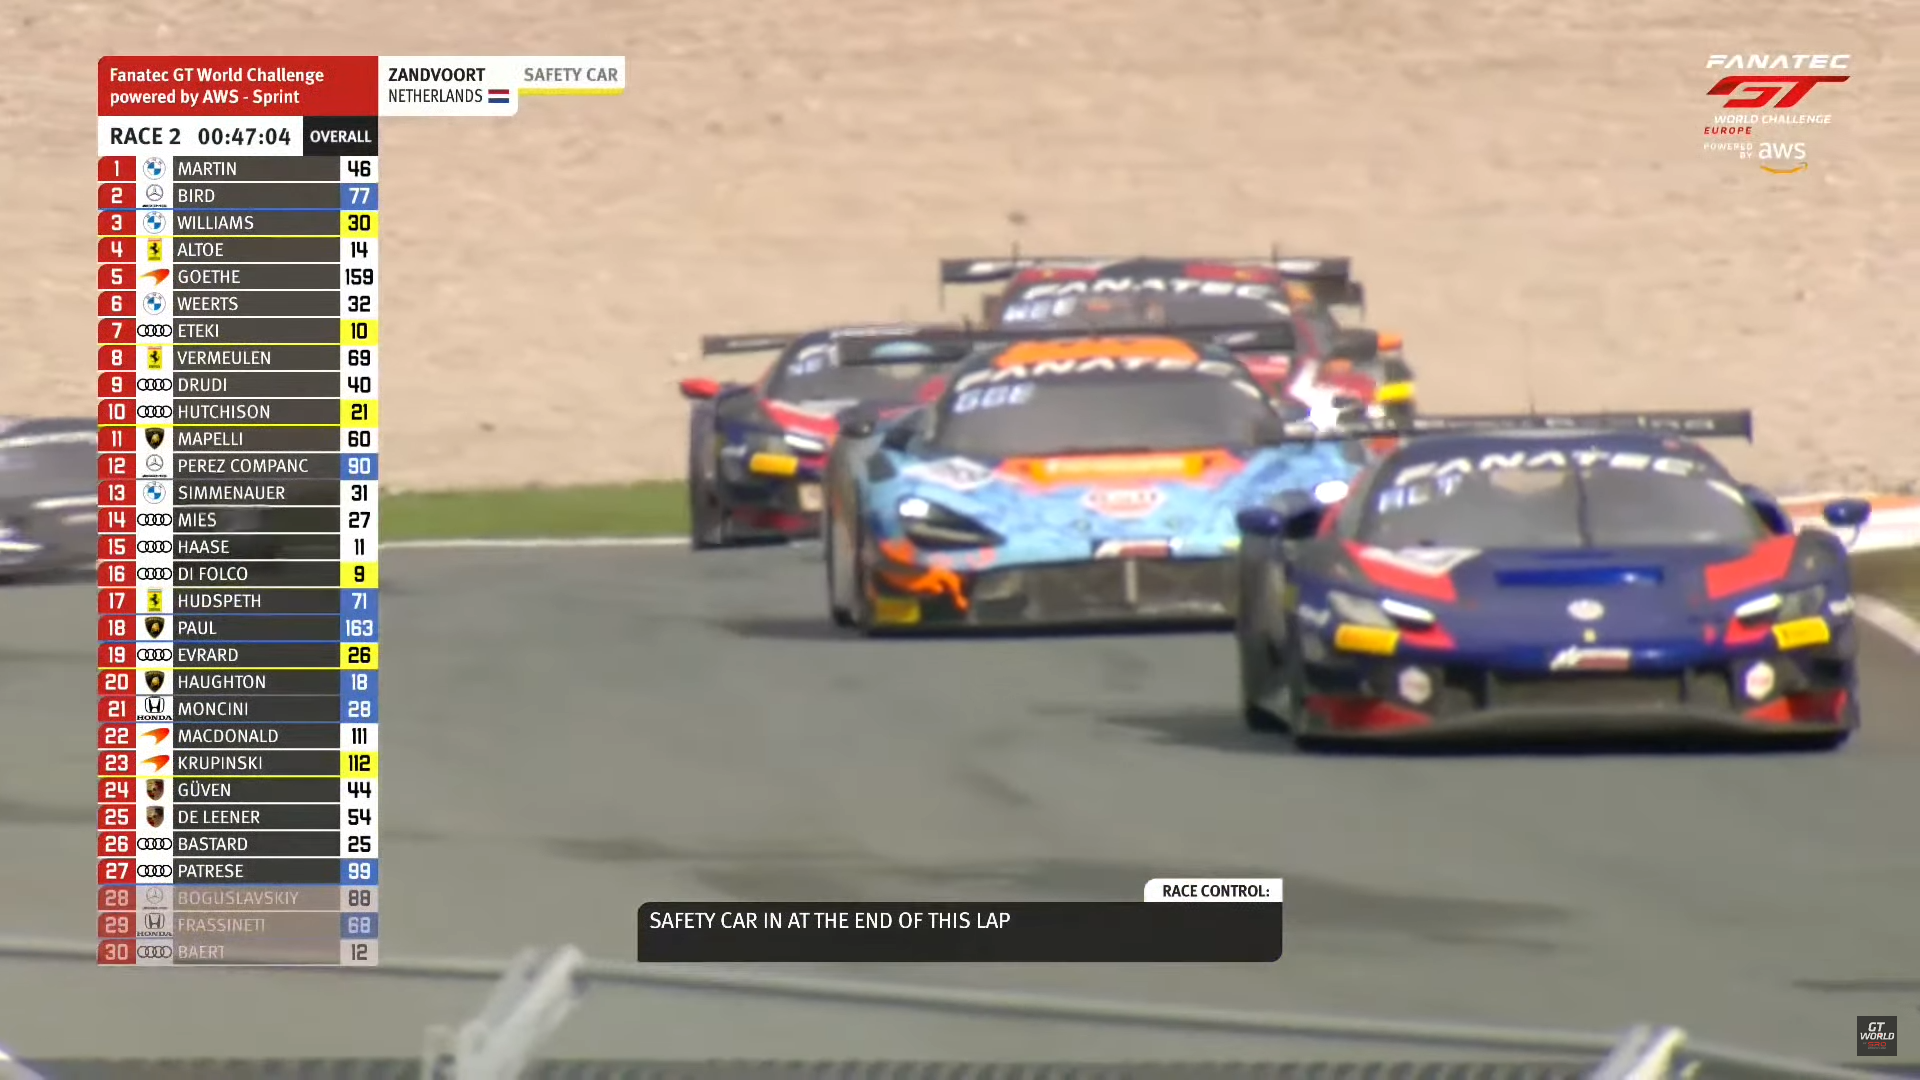 Fanatec GT World Challenge
powered by AWS - Sprint
ZANDVOORT
NETHERLANDS
SAFETY CAR
RACE 2 00:47:04 OVERALL
1 MARTIN 46
2 BIRD 77
3 WILLIAMS 30
4 ALTOE 14
5 GOETHE 159
6 WEERTS 32
7 ETEKI 10
8 VERMEULEN 69
9 DRUDI 40
10 HUTCHISON 21
11 MAPELLI 60
12 PEREZ COMPANC 90
13 SIMMENAUER 31
14 MIES 27
15 HAASE 11
16 DI FOLCO 9
17 HUDSPETH 71
18 PAUL 163
19 EVRARD 26
20 HAUGHTON 18
21 HONDA MONCINI 28
22 MACDONALD 111
23 KRUPINSKI 112
24 GÜVEN 44
25 DE LEENER 54
26 BASTARD 25
27 PATRESE 99
28 BOGUSLAVSKIY 88
29 HONDA FRASSINETI 68
30 BAERT 12
FANATEC
GT
WORLD CHALLENGE
EUROPE
POWERED BY aws
FANATEC
FANATEC
GGE
FANATEC
RACE CONTROL:
SAFETY CAR IN AT THE END OF THIS LAP
GT
WORLD